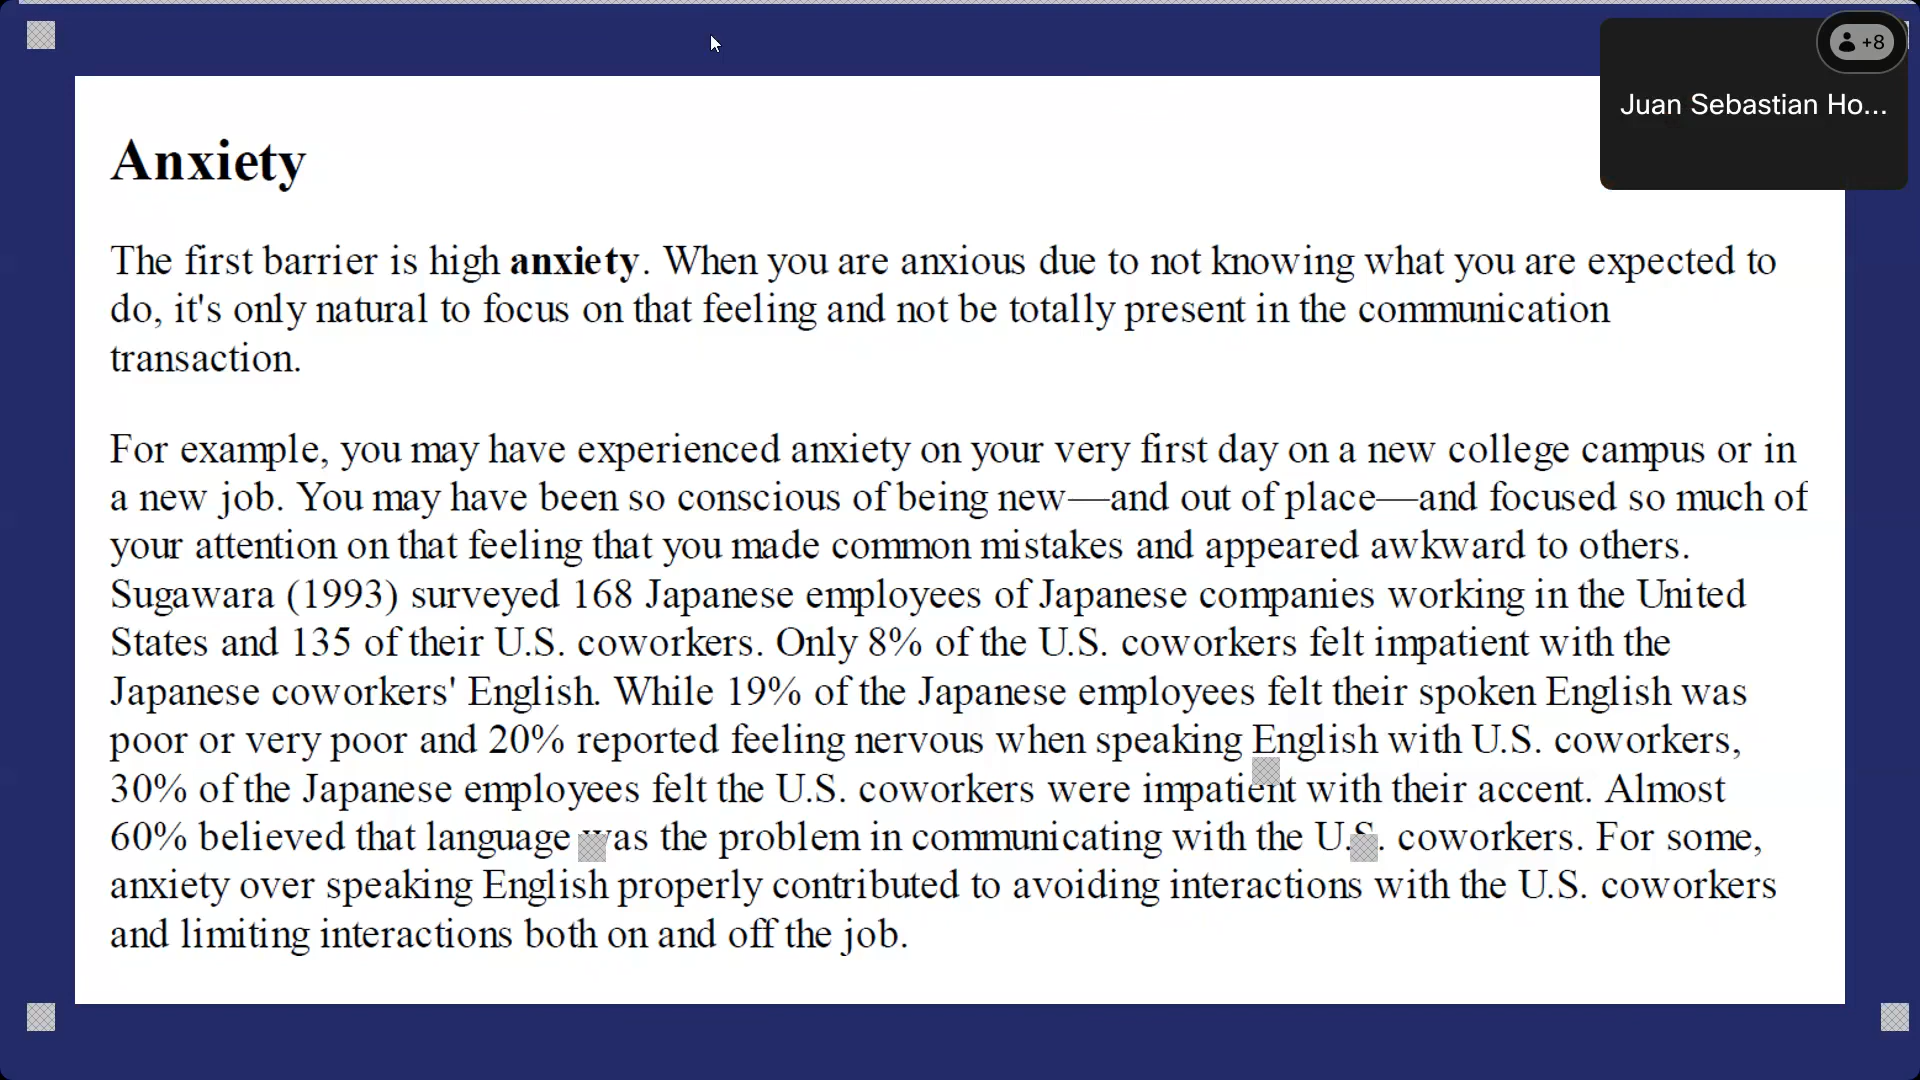 +8
Juan Sebastian Ho...
Anxiety
The first barrier is high anxiety. When you are anxious due to not knowing what you are expected to
do, it's only natural to focus on that feeling and not be totally present in the communication
transaction.
For example, you may have experienced anxiety on your very first day on a new college campus or in
a new job. You may have been so conscious of being new—and out of place—and focused so much of
your attention on that feeling that you made common mistakes and appeared awkward to others.
Sugawara (1993) surveyed 168 Japanese employees of Japanese companies working in the United
States and 135 of their U.S. coworkers. Only 8% of the U.S. coworkers felt impatient with the
Japanese coworkers' English. While 19% of the Japanese employees felt their spoken English was
poor or very poor and 20% reported feeling nervous when speaking English with U.S. coworkers,
30% of the Japanese employees felt the U.S. coworkers were impatient with their accent. Almost
60% believed that language was the problem in communicating with the U.S. coworkers. For some,
anxiety over speaking English properly contributed to avoiding interactions with the U.S. coworkers
and limiting interactions both on and off the job.